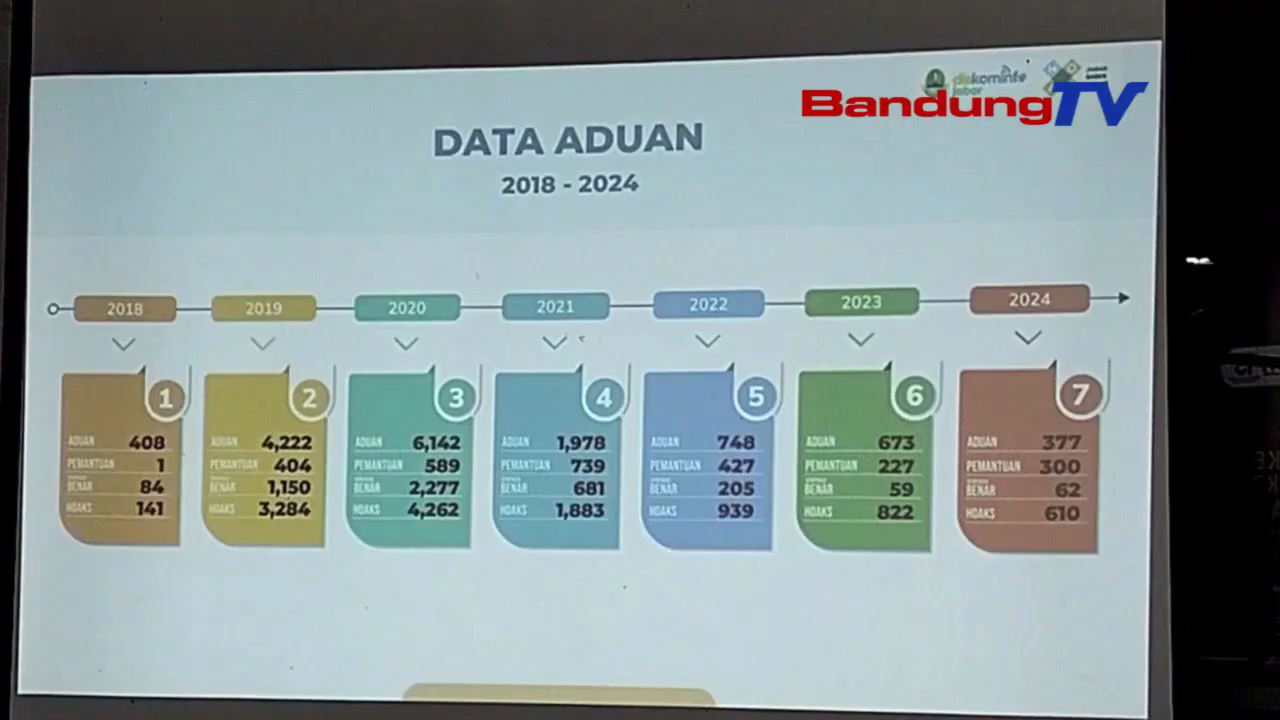 diskominfo
jabar
BandungTV
DATA ADUAN
2018 - 2024
2018
2019
2020
2021
2022
2023
2024
1
ADUAN 408
PEMANTUAN 1
BENAR 84
HOAKS 141
2
ADUAN 4,222
PEMANTUAN 404
BENAR 1,150
HOAKS 3,284
3
ADUAN 6,142
PEMANTUAN 589
BENAR 2,277
HOAKS 4,262
4
ADUAN 1,978
PEMANTUAN 739
BENAR 681
HOAKS 1,883
5
ADUAN 748
PEMANTUAN 427
BENAR 205
HOAKS 939
6
ADUAN 673
PEMANTUAN 227
BENAR 59
HOAKS 822
7
ADUAN 377
PEMANTUAN 300
BENAR 62
HOAKS 610